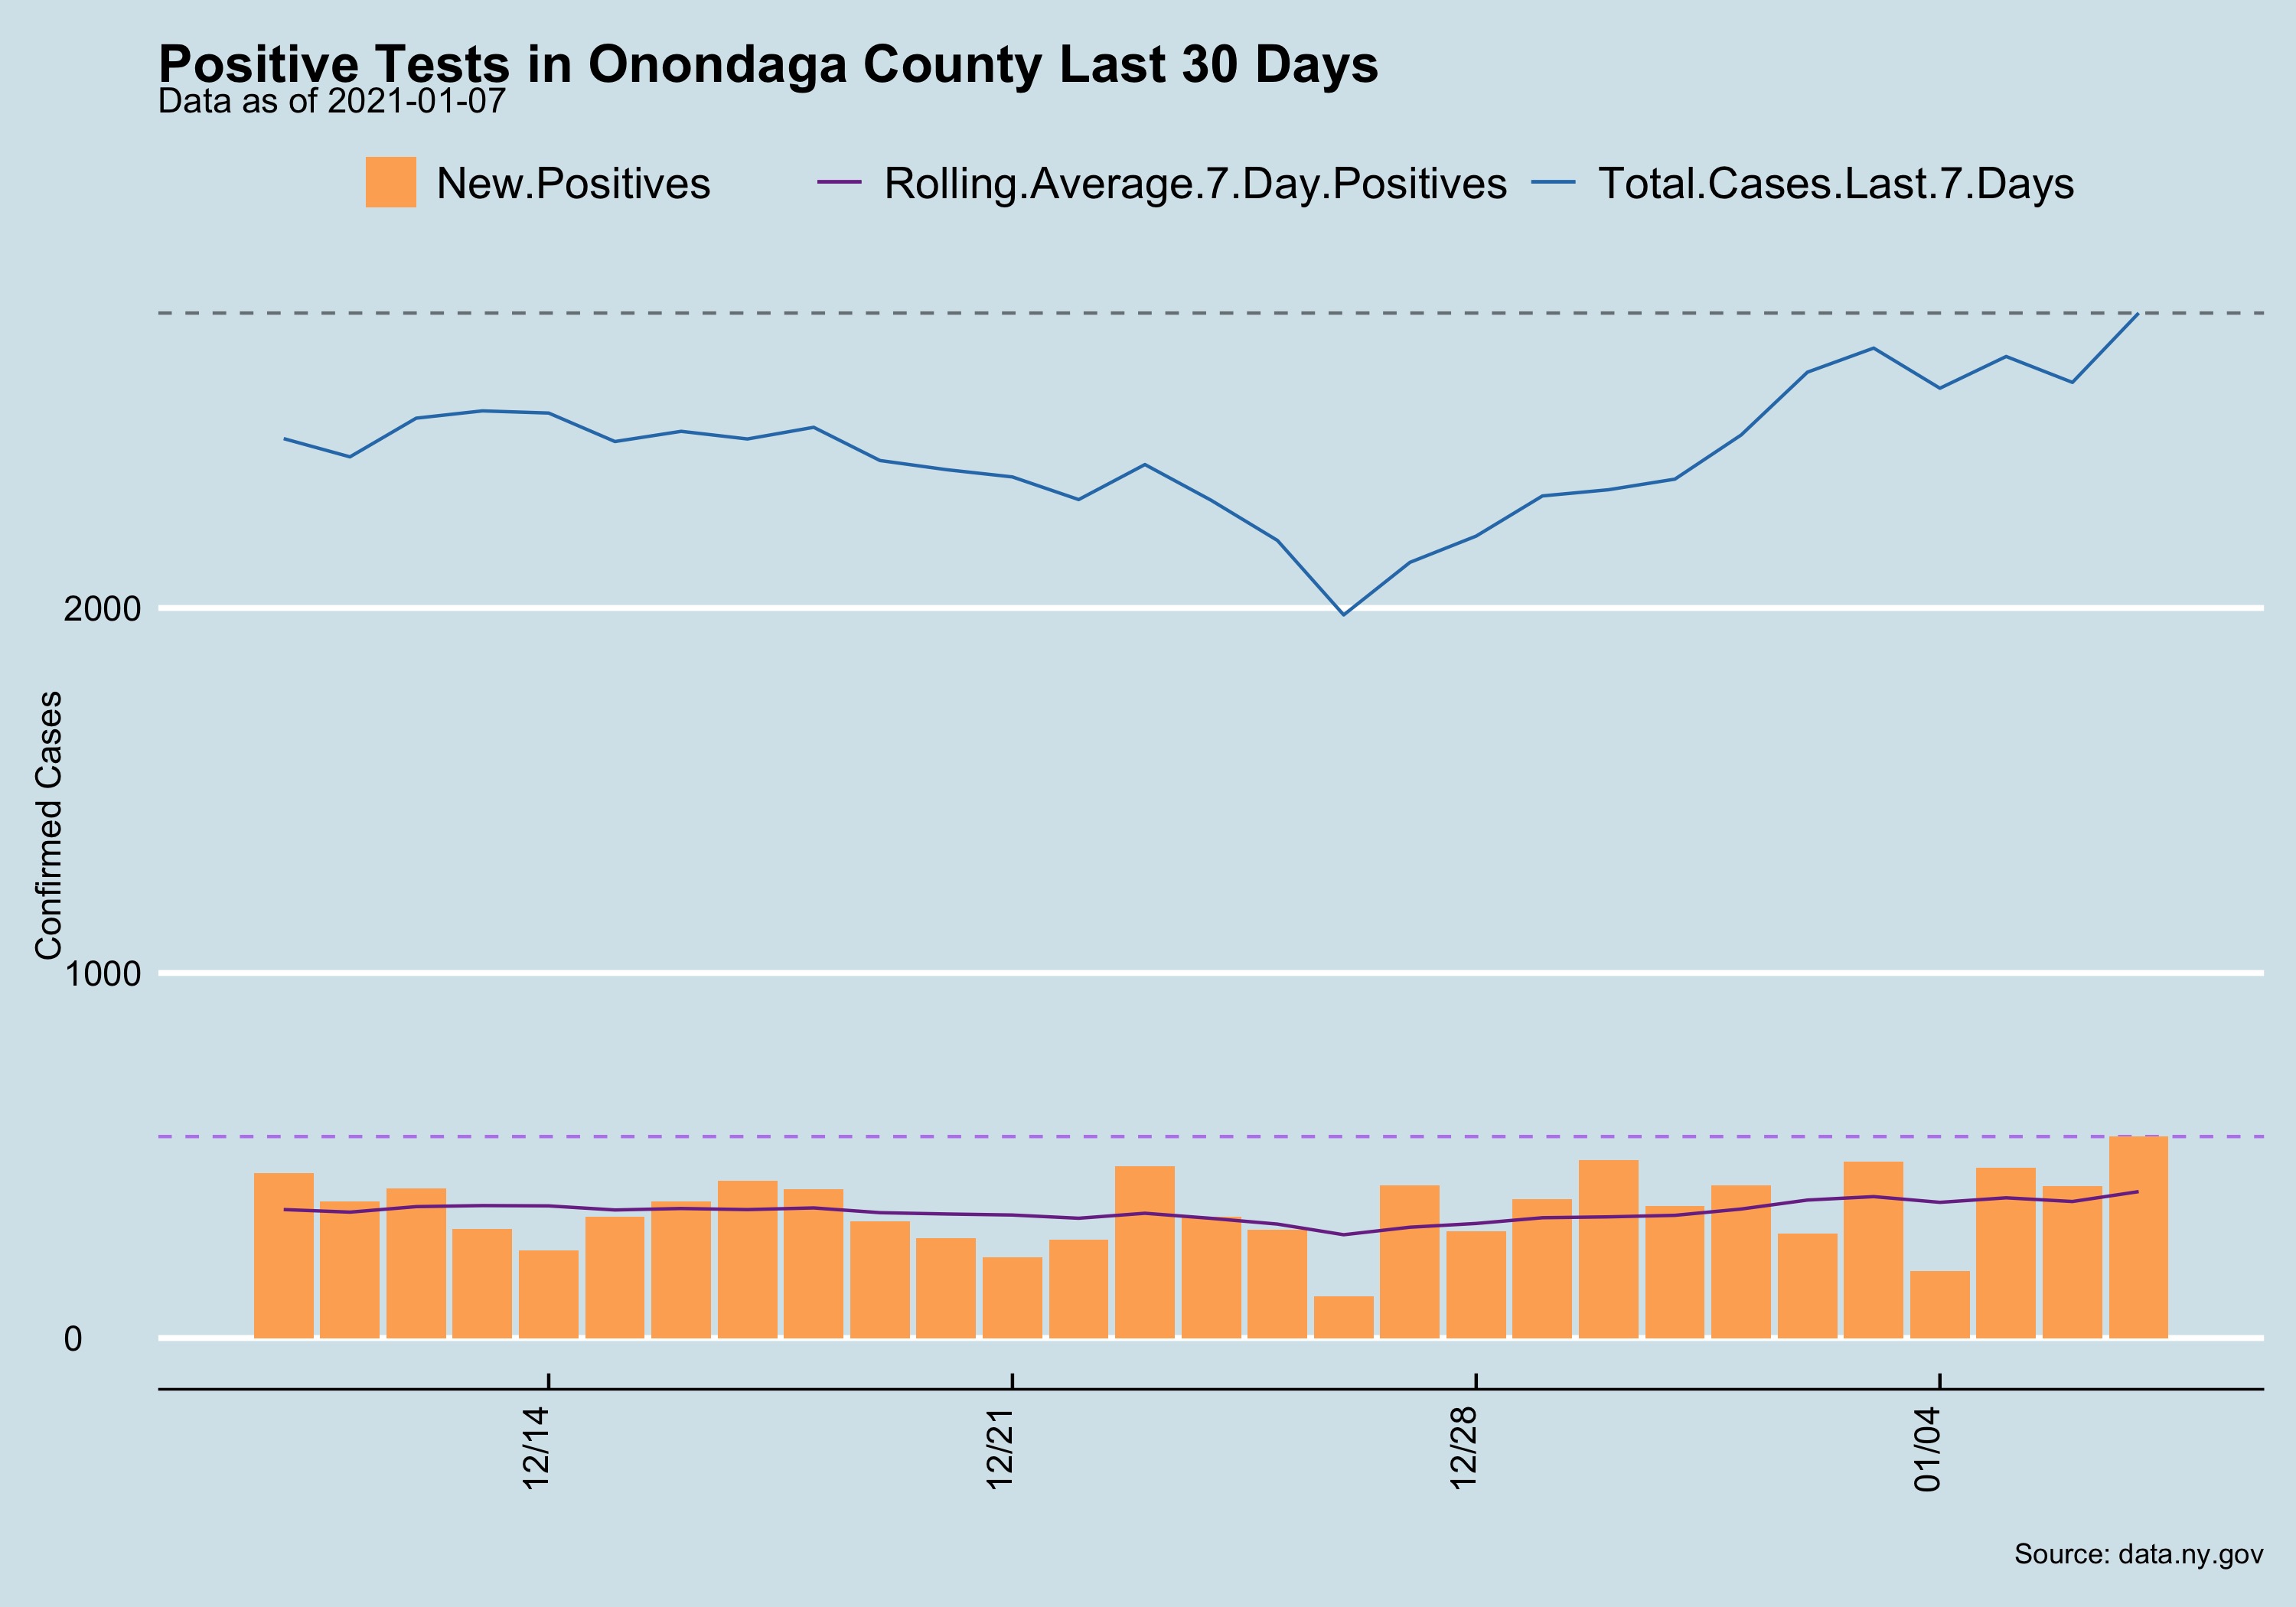 Positive Tests in Onondaga County Last 30 Days
Data as of 2021-01-07
New.Positives Rolling.Average.7.Day.Positives Total.Cases.Last.7.Days
Confirmed Cases
2000
1000
0
12/14 12/21 12/28 01/04
Source: data.ny.gov